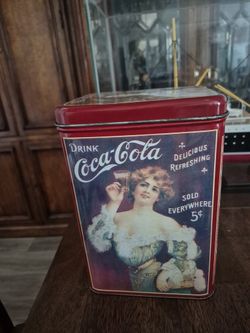 DRINK
Coca-Cola
DELICIOUS
REFRESHING
SOLD
EVERYWHERE
5¢